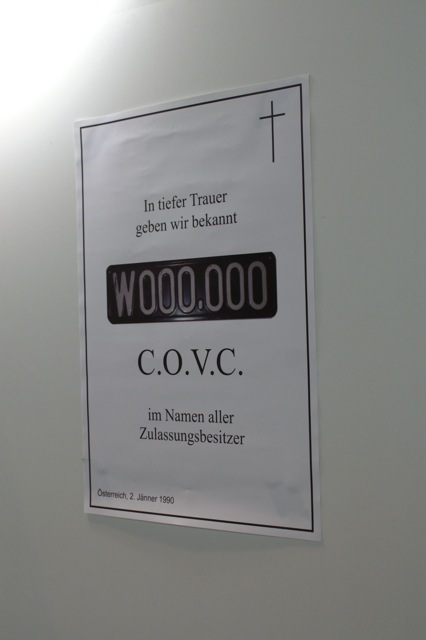 In tiefer Trauer
geben wir bekannt
W000.000
C.O.V.C.
im Namen aller
Zulassungsbesitzer
Österreich, 2. Jänner 1990